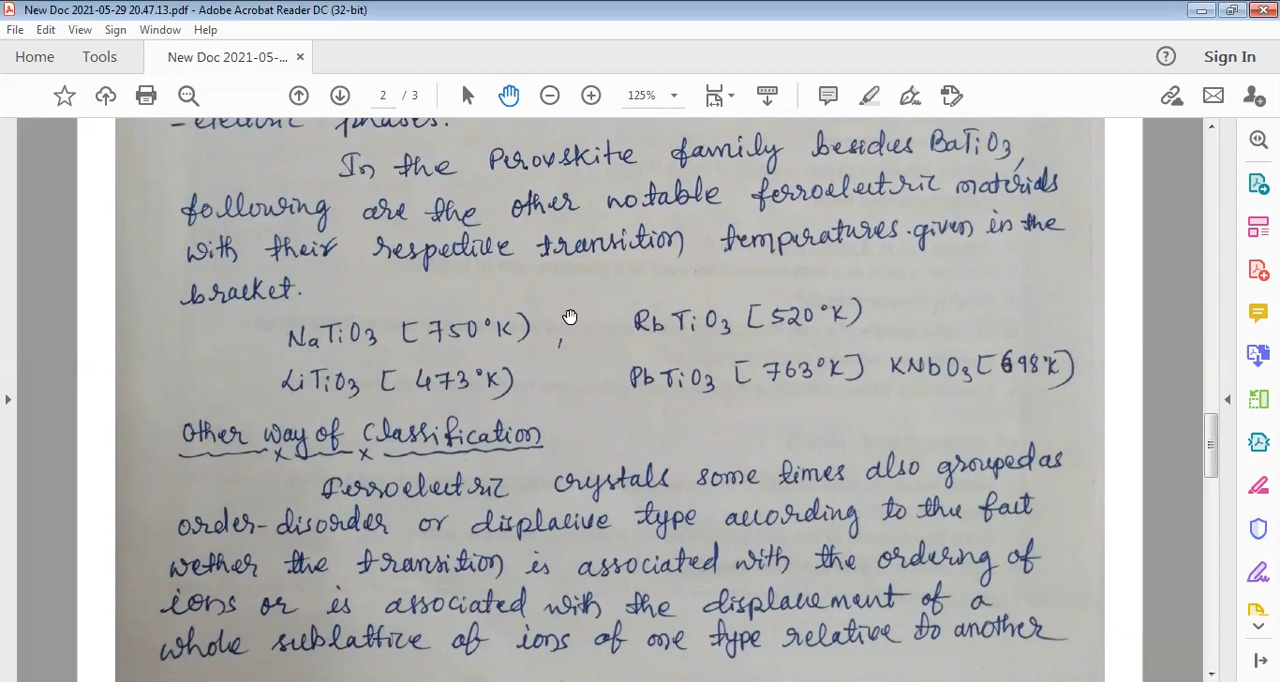 New Doc 2021-05-29 20.47.13.pdf - Adobe Acrobat Reader DC (32-bit)
File Edit View Sign Window Help
Home Tools New Doc 2021-05-... × Sign In
2 / 3 125%
-electric phases.
In the Perovskite family besides BaTiO3,
following are the other notable ferroelectric materials
with their respective transition temperatures.given in the
bracket.
NaTiO3 [750°K) , RbTiO3 [520°K)
LiTiO3 [473°K) PbTiO3 [763°K] KNbO3[698°K)
Other way of classification
Ferroelectric crystals some times also grouped as
order-disorder or displacive type according to the fact
wether the transition is associated with the ordering of
ions or is associated with the displacement of a
whole sublattice of ions of one type relative to another